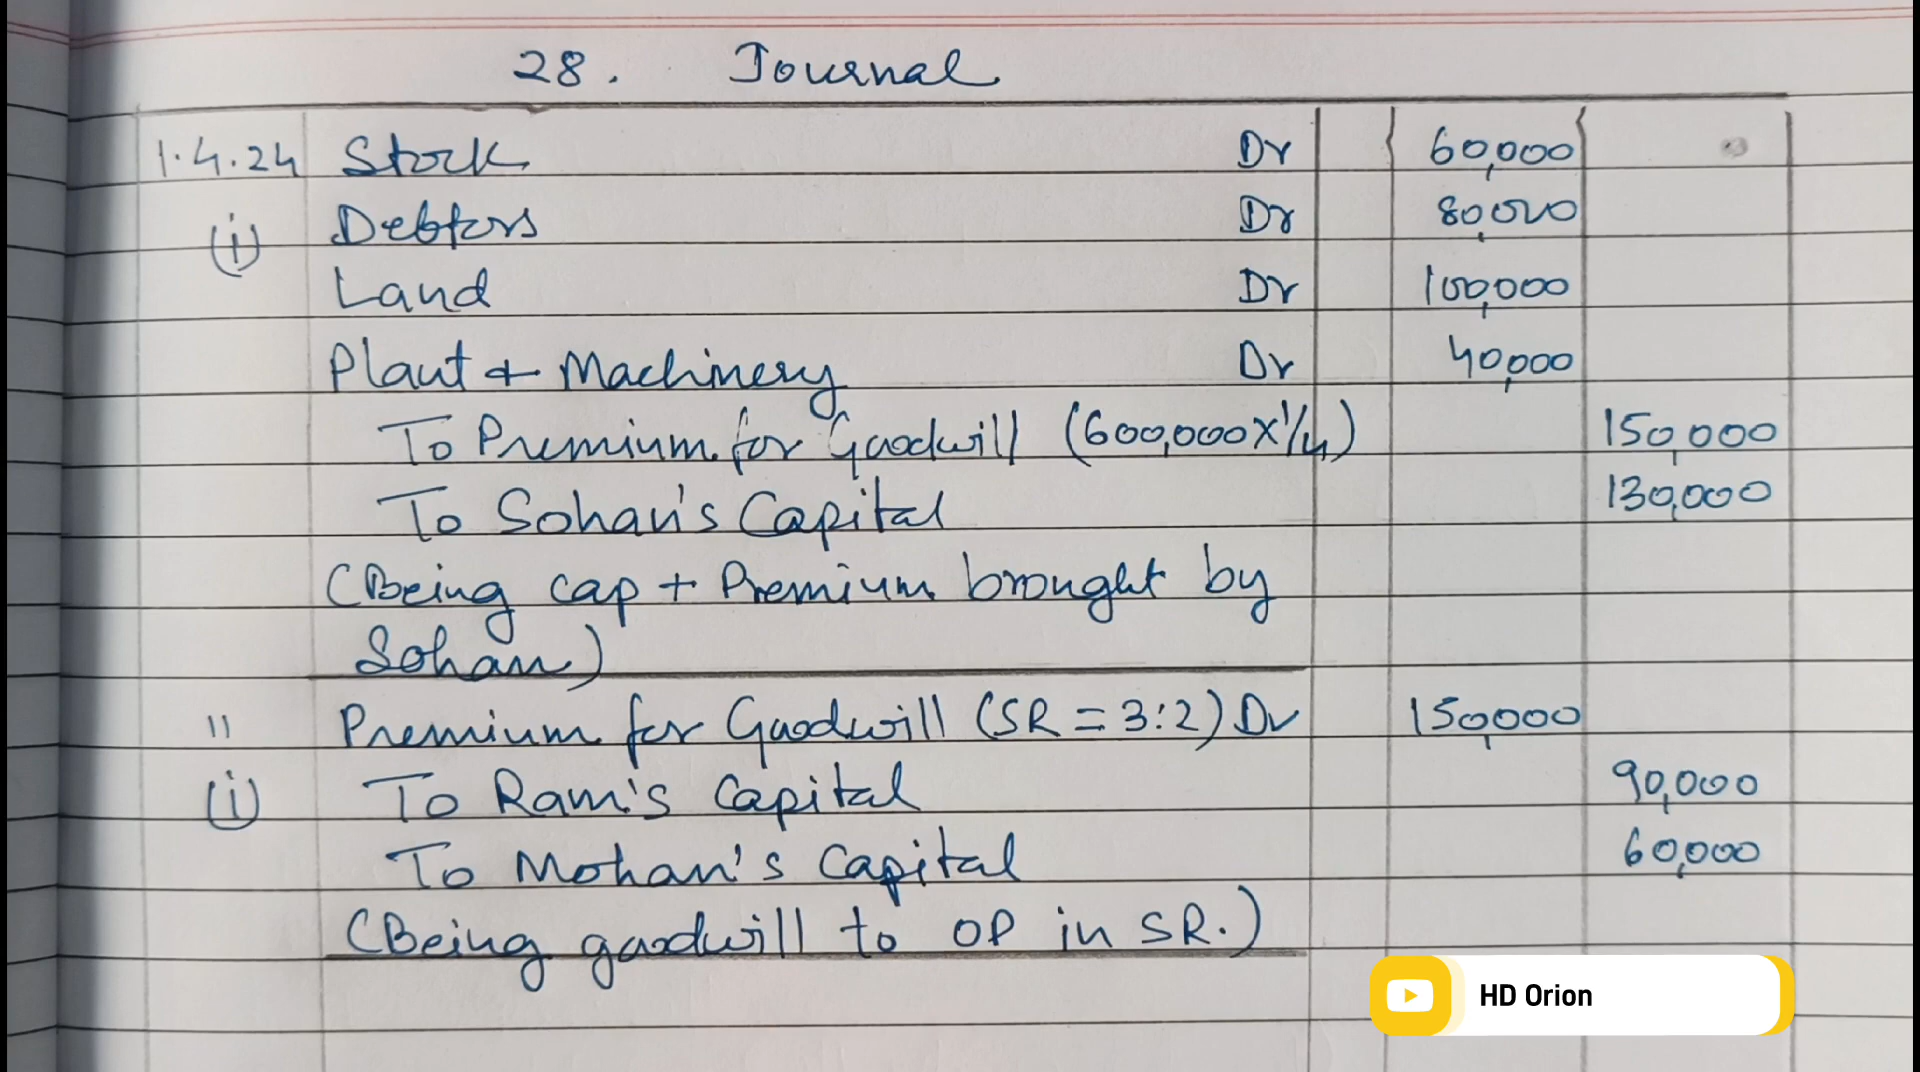 28. Journal
1.4.24 Stock Dr 60,000
(i) Debtors Dr 80,000
Land Dr 100,000
Plant + Machinery Dr 40,000
To Premium for Goodwill (600,000 x 1/4) 150,000
To Sohan's Capital 130,000
(Being cap + Premium brought by
Sohan)
11 Premium for Goodwill (SR = 3:2) Dr 150,000
(i) To Ram's Capital 90,000
To Mohan's Capital 60,000
(Being goodwill to OP in SR.)
HD Orion